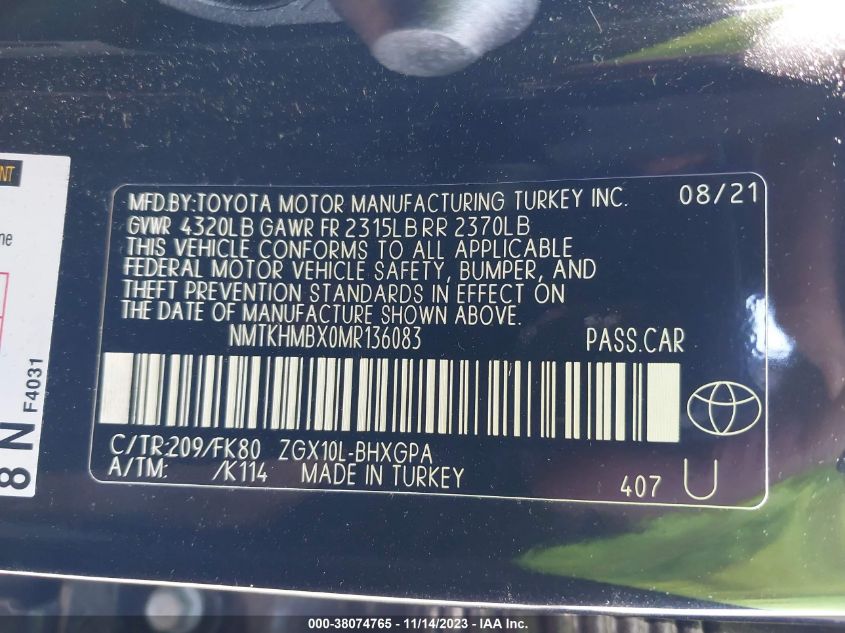 NT
ne
8 N
F4031
MFD.BY:TOYOTA MOTOR MANUFACTURING TURKEY INC. 08/21
GVWR 4320LB GAWR FR 2315LB RR 2370LB
THIS VEHICLE CONFORMS TO ALL APPLICABLE
FEDERAL MOTOR VEHICLE SAFETY, BUMPER, AND
THEFT PREVENTION STANDARDS IN EFFECT ON
THE DATE OF MANUFACTURE SHOWN ABOVE.
NMTKHMBX0MR136083 PASS.CAR
C/TR:209/FK80 ZGX10L-BHXGPA
A/TM: /K114 MADE IN TURKEY
407 U
000-38074765 - 11/14/2023 - IAA Inc.